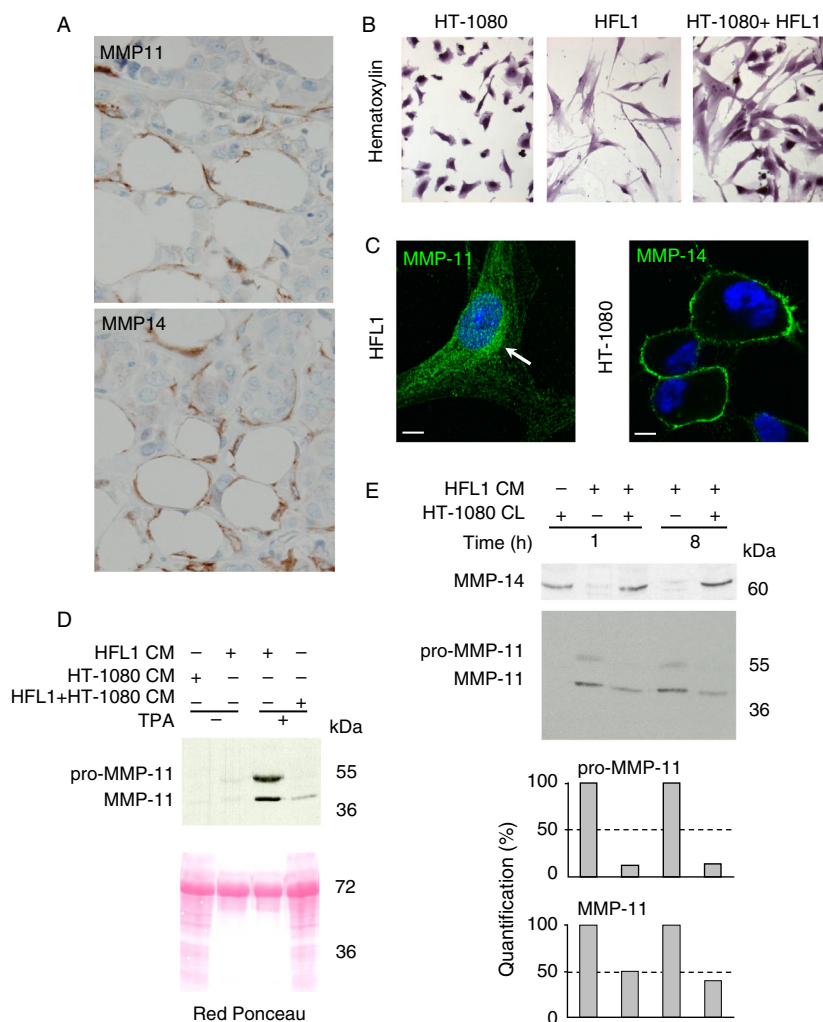 A
MMP11
MMP14
B
HT-1080 HFL1 HT-1080+ HFL1
Hematoxylin
C
MMP-11
HFL1
MMP-14
HT-1080
D
HFL1 CM – + + –
HT-1080 CM + – – –
HFL1+HT-1080 CM – – – +
TPA – +
kDa
pro-MMP-11 55
MMP-11 36
72
36
Red Ponceau
E
HFL1 CM – + + + +
HT-1080 CL + – + – +
Time (h) 1 8
kDa
MMP-14 60
pro-MMP-11 55
MMP-11
36
Quantification (%)
pro-MMP-11
100
50
0
MMP-11
100
50
0